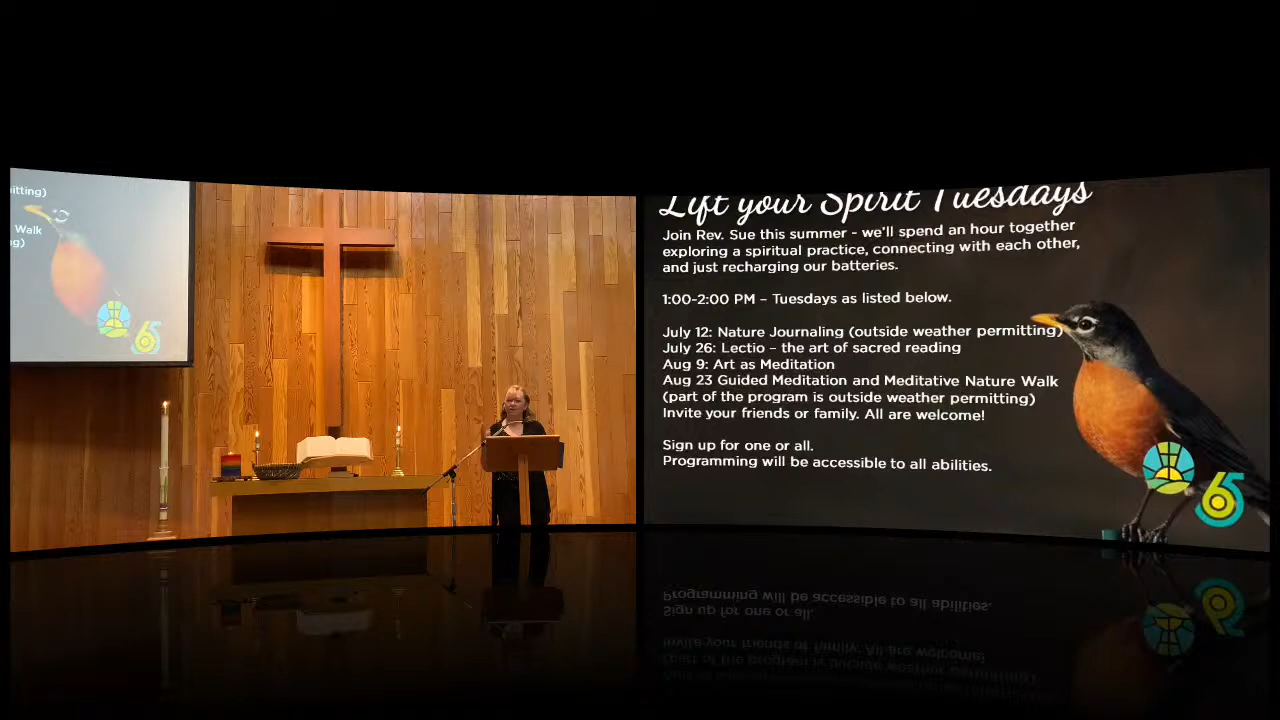 itting)
Walk
g)
65
Lift your Spirit Tuesdays
Join Rev. Sue this summer - we'll spend an hour together
exploring a spiritual practice, connecting with each other,
and just recharging our batteries.
1:00-2:00 PM – Tuesdays as listed below.
July 12: Nature Journaling (outside weather permitting)
July 26: Lectio – the art of sacred reading
Aug 9: Art as Meditation
Aug 23 Guided Meditation and Meditative Nature Walk
(part of the program is outside weather permitting)
Invite your friends or family. All are welcome!
Sign up for one or all.
Programming will be accessible to all abilities.
65